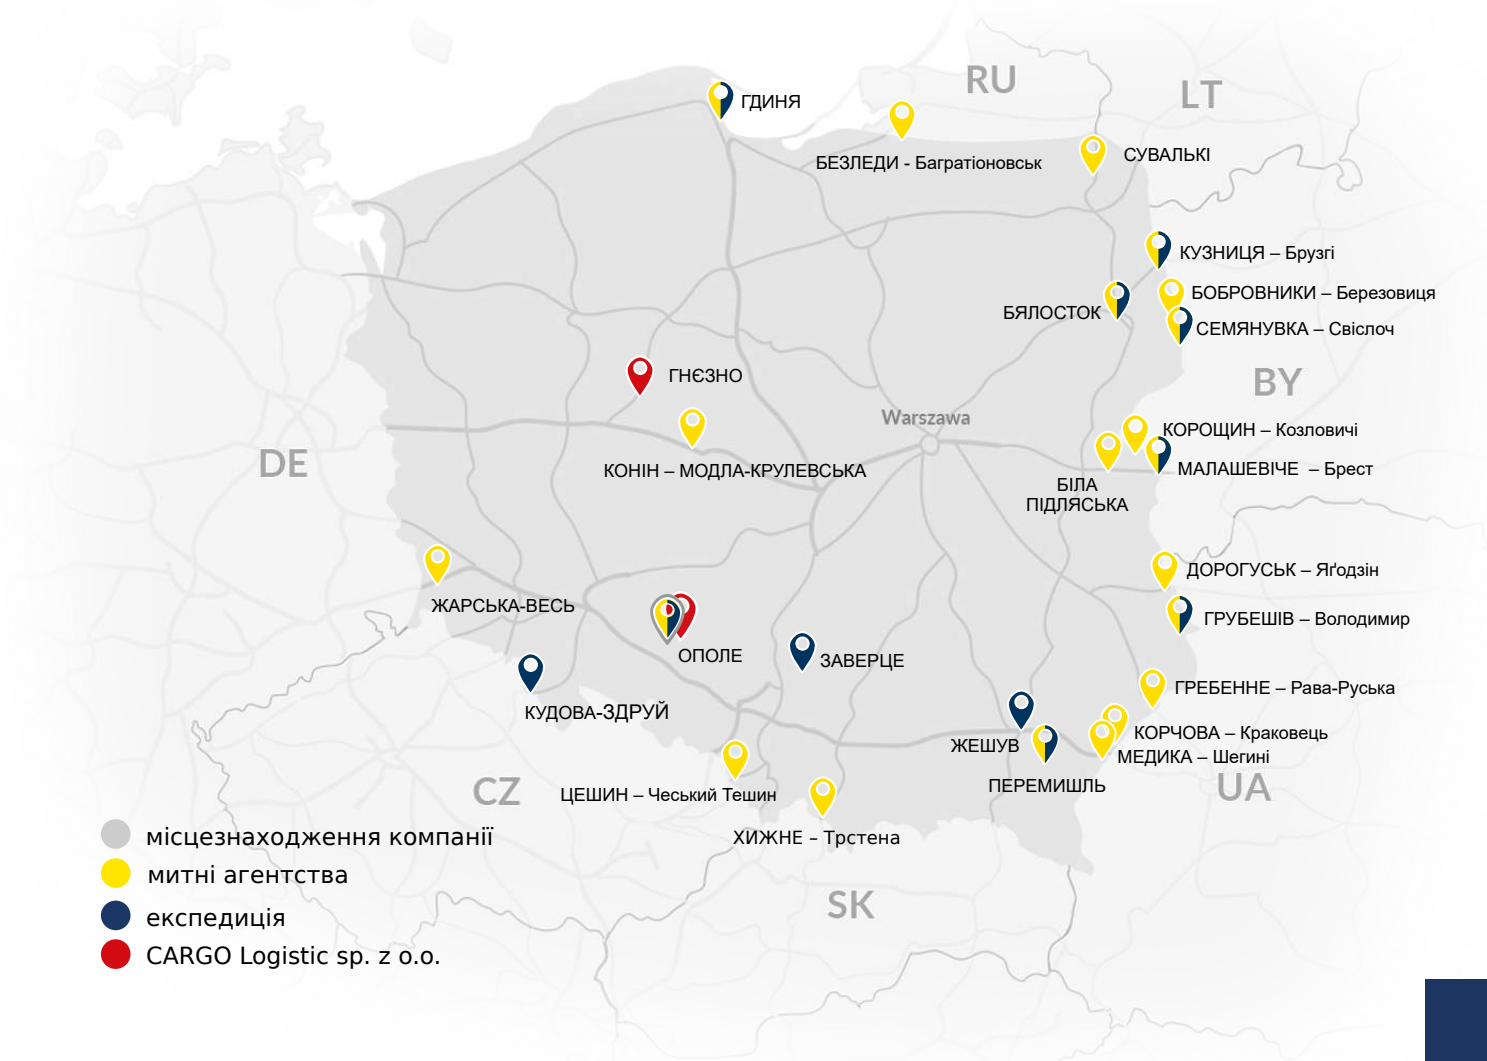 RU
LT
ГДИНЯ
БЕЗЛЕДИ - Багратіоновськ
СУВАЛЬКІ
КУЗНИЦЯ – Брузгі
БОБРОВНИКИ – Березовиця
БЯЛОСТОК
СЕМЯНУВКА – Свіслоч
ГНЄЗНО
BY
Warszawa
КОРОЩИН – Козловичі
DE
КОНІН – МОДЛА-КРУЛЕВСЬКА
МАЛАШЕВІЧЕ – Брест
БІЛА
ПІДЛЯСЬКА
ДОРОГУСЬК – Яґодзін
ЖАРСЬКА-ВЕСЬ
ГРУБЕШІВ – Володимир
ОПОЛЕ
ЗАВЕРЦЕ
ГРЕБЕННЕ – Рава-Руська
КУДОВА-ЗДРУЙ
КОРЧОВА – Краковець
ЖЕШУВ
МЕДИКА – Шегині
ПЕРЕМИШЛЬ
UA
CZ
ЦЕШИН – Чеський Тешин
ХИЖНЕ – Трстена
SK
місцезнаходження компанії
митні агентства
експедиція
CARGO Logistic sp. z o.o.